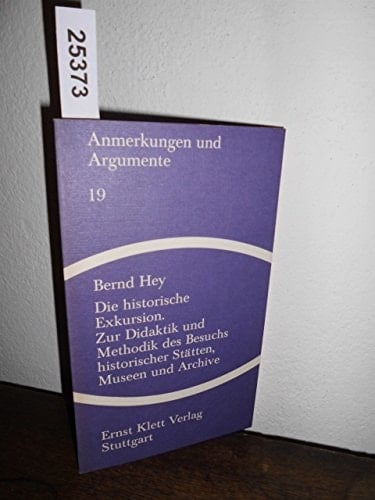 25373
Anmerkungen und
Argumente
19
Bernd Hey
Die historische
Exkursion.
Zur Didaktik und
Methodik des Besuchs
historischer Stätten,
Museen und Archive
Ernst Klett Verlag
Stuttgart